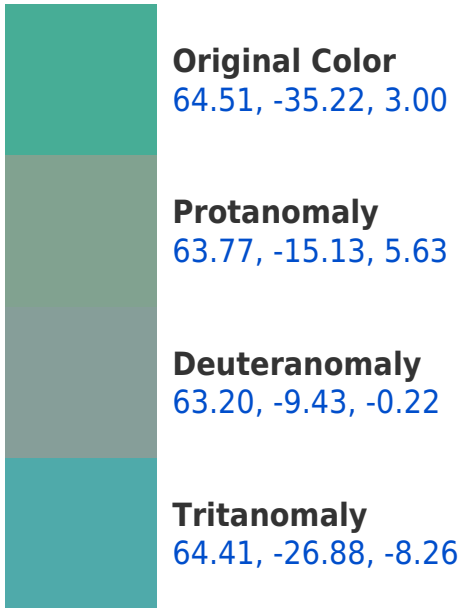 Original Color
64.51, -35.22, 3.00
Protanomaly
63.77, -15.13, 5.63
Deuteranomaly
63.20, -9.43, -0.22
Tritanomaly
64.41, -26.88, -8.26